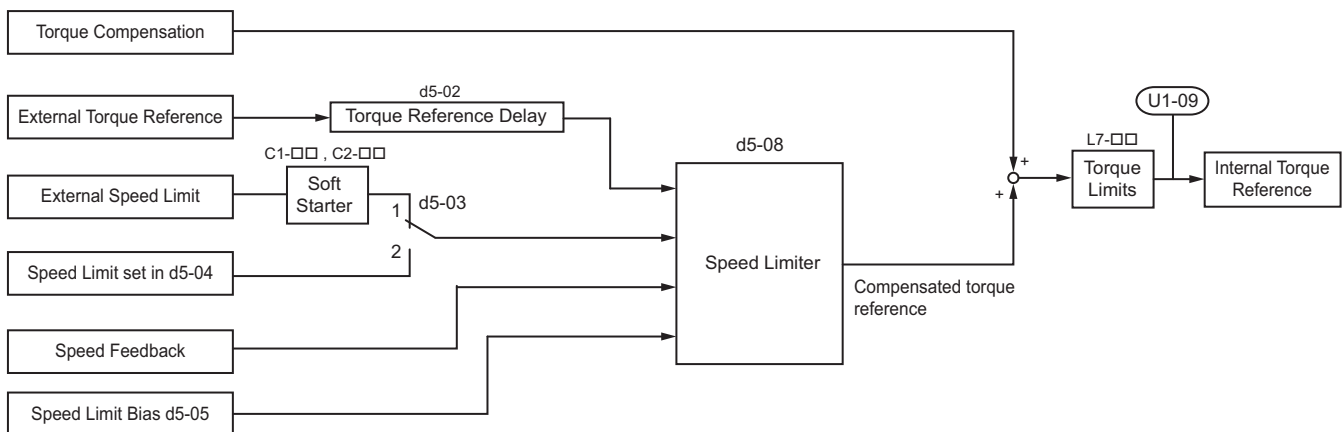 Torque Compensation
External Torque Reference
d5-02
Torque Reference Delay
C1-□□ , C2-□□
External Speed Limit
Soft
Starter
d5-03
1
2
Speed Limit set in d5-04
Speed Feedback
Speed Limit Bias d5-05
d5-08
Speed Limiter
Compensated torque
reference
+
+
L7-□□
Torque
Limits
U1-09
Internal Torque
Reference